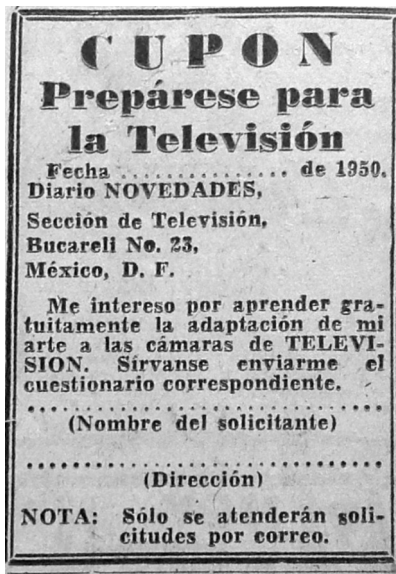 CUPON
Prepárese para
la Televisión
Fecha ............... de 1950.
Diario NOVEDADES,
Sección de Televisión,
Bucareli No. 23,
México, D. F.
Me intereso por aprender gra-
tuitamente la adaptación de mi
arte a las cámaras de TELEVI-
SION. Sírvanse enviarme el
cuestionario correspondiente.
................................
(Nombre del solicitante)
................................
(Dirección)
NOTA: Sólo se atenderán soli-
citudes por correo.